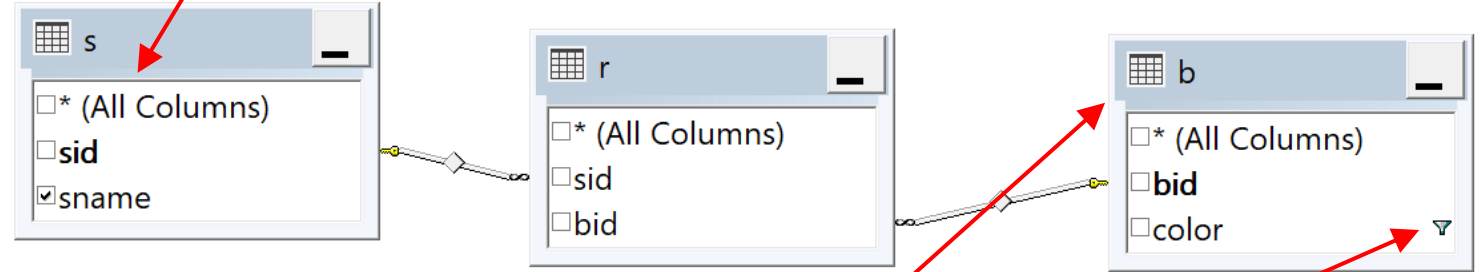 s
* (All Columns)
sid
sname
r
* (All Columns)
sid
bid
b
* (All Columns)
bid
color